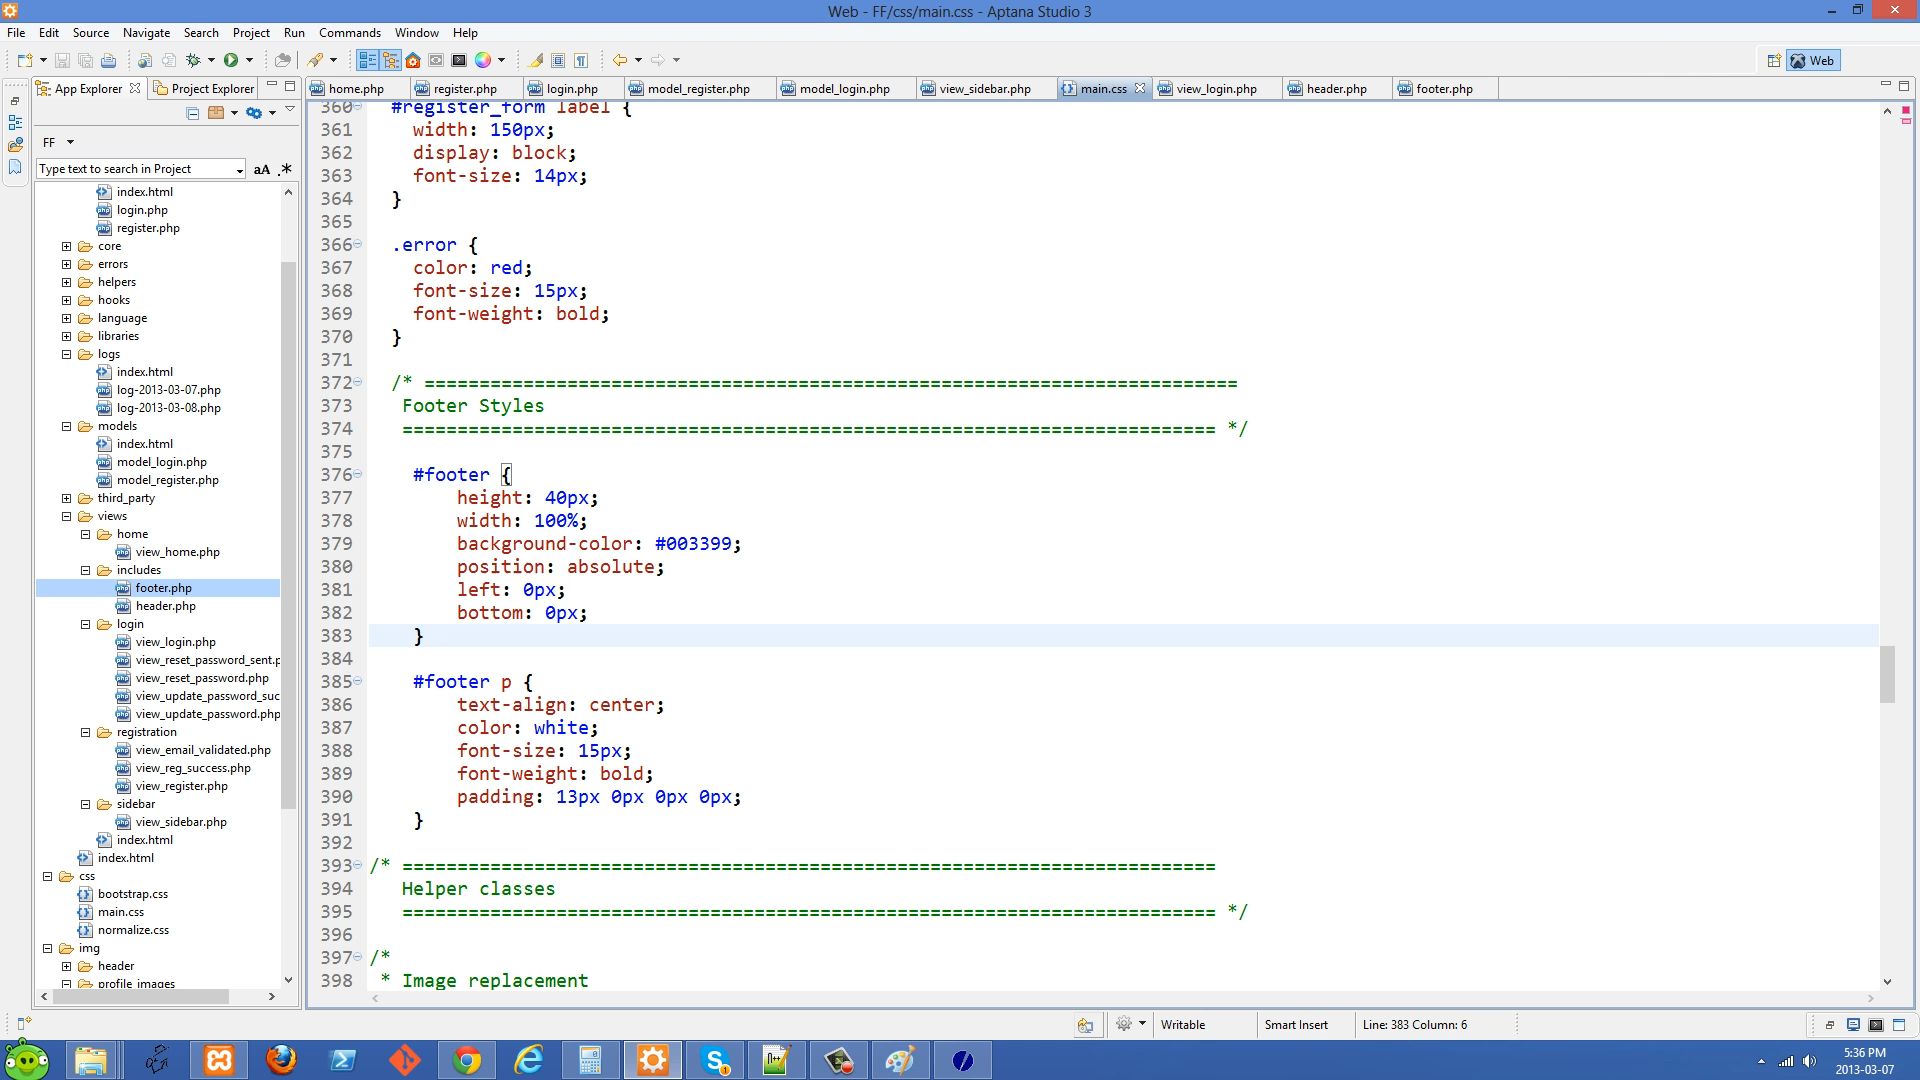 Web - FF/css/main.css - Aptana Studio 3
File Edit Source Navigate Search Project Run Commands Window Help
Web
App Explorer
Project Explorer
home.php
register.php
login.php
model_register.php
model_login.php
view_sidebar.php
main.css
view_login.php
header.php
footer.php
FF
Type text to search in Project
aA .*
index.html
login.php
register.php
core
errors
helpers
hooks
language
libraries
logs
index.html
log-2013-03-07.php
log-2013-03-08.php
models
index.html
model_login.php
model_register.php
third_party
views
home
view_home.php
includes
footer.php
header.php
login
view_login.php
view_reset_password_sent.p
view_reset_password.php
view_update_password_suc
view_update_password.php
registration
view_email_validated.php
view_reg_success.php
view_register.php
sidebar
view_sidebar.php
index.html
index.html
css
bootstrap.css
main.css
normalize.css
img
header
profile_images
360 #register_form label {
361 width: 150px;
362 display: block;
363 font-size: 14px;
364 }
365
366 .error {
367 color: red;
368 font-size: 15px;
369 font-weight: bold;
370 }
371
372 /* ==========================================================================
373 Footer Styles
374 ========================================================================== */
375
376 #footer {
377 height: 40px;
378 width: 100%;
379 background-color: #003399;
380 position: absolute;
381 left: 0px;
382 bottom: 0px;
383 }
384
385 #footer p {
386 text-align: center;
387 color: white;
388 font-size: 15px;
389 font-weight: bold;
390 padding: 13px 0px 0px 0px;
391 }
392
393 /* ==========================================================================
394 Helper classes
395 ========================================================================== */
396
397 /*
398 * Image replacement
Writable
Smart Insert
Line: 383 Column: 6
5:36 PM
2013-03-07